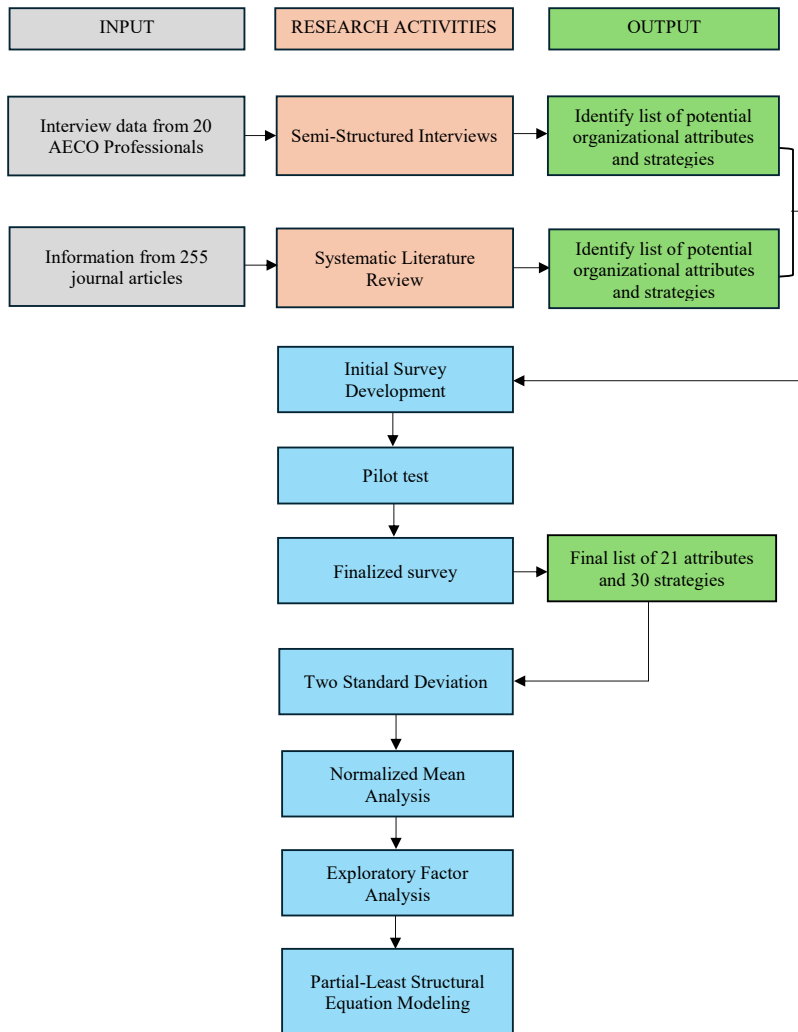 INPUT
RESEARCH ACTIVITIES
OUTPUT
Interview data from 20
AECO Professionals
Semi-Structured Interviews
Identify list of potential
organizational attributes
and strategies
Information from 255
journal articles
Systematic Literature
Review
Identify list of potential
organizational attributes
and strategies
Initial Survey
Development
Pilot test
Finalized survey
Final list of 21 attributes
and 30 strategies
Two Standard Deviation
Normalized Mean
Analysis
Exploratory Factor
Analysis
Partial-Least Structural
Equation Modeling